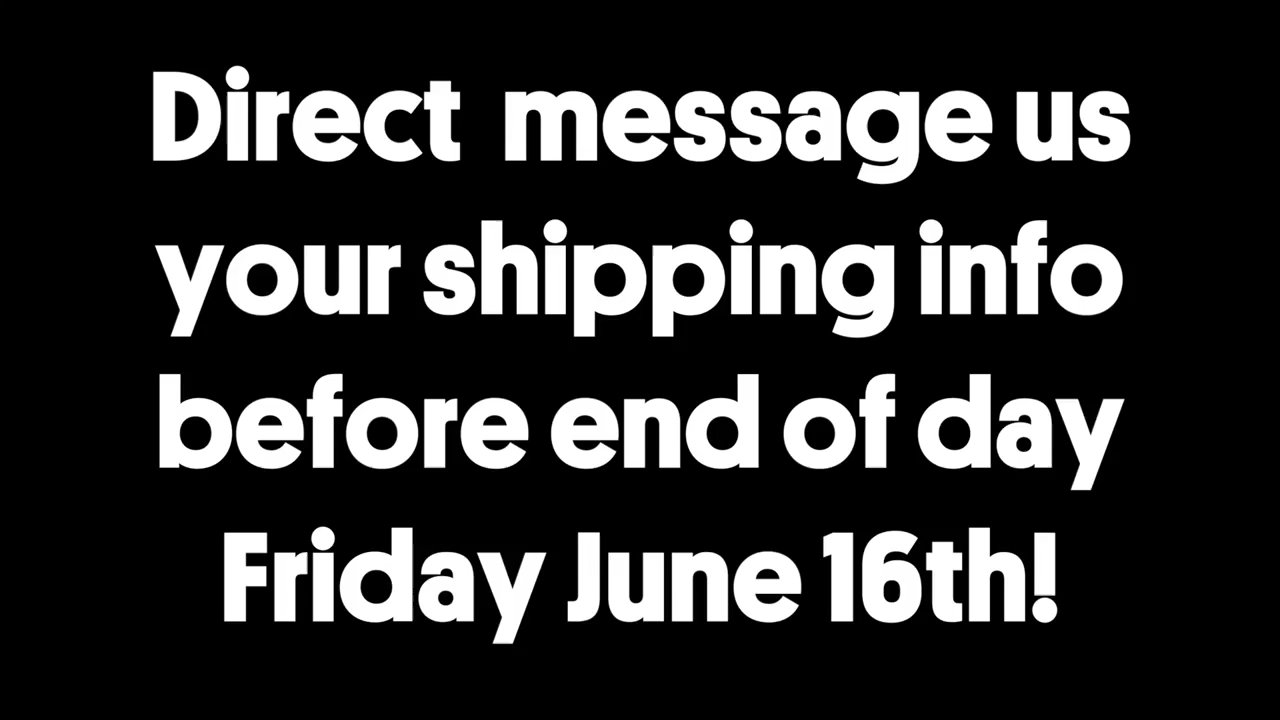 Direct message us
your shipping info
before end of day
Friday June 16th!